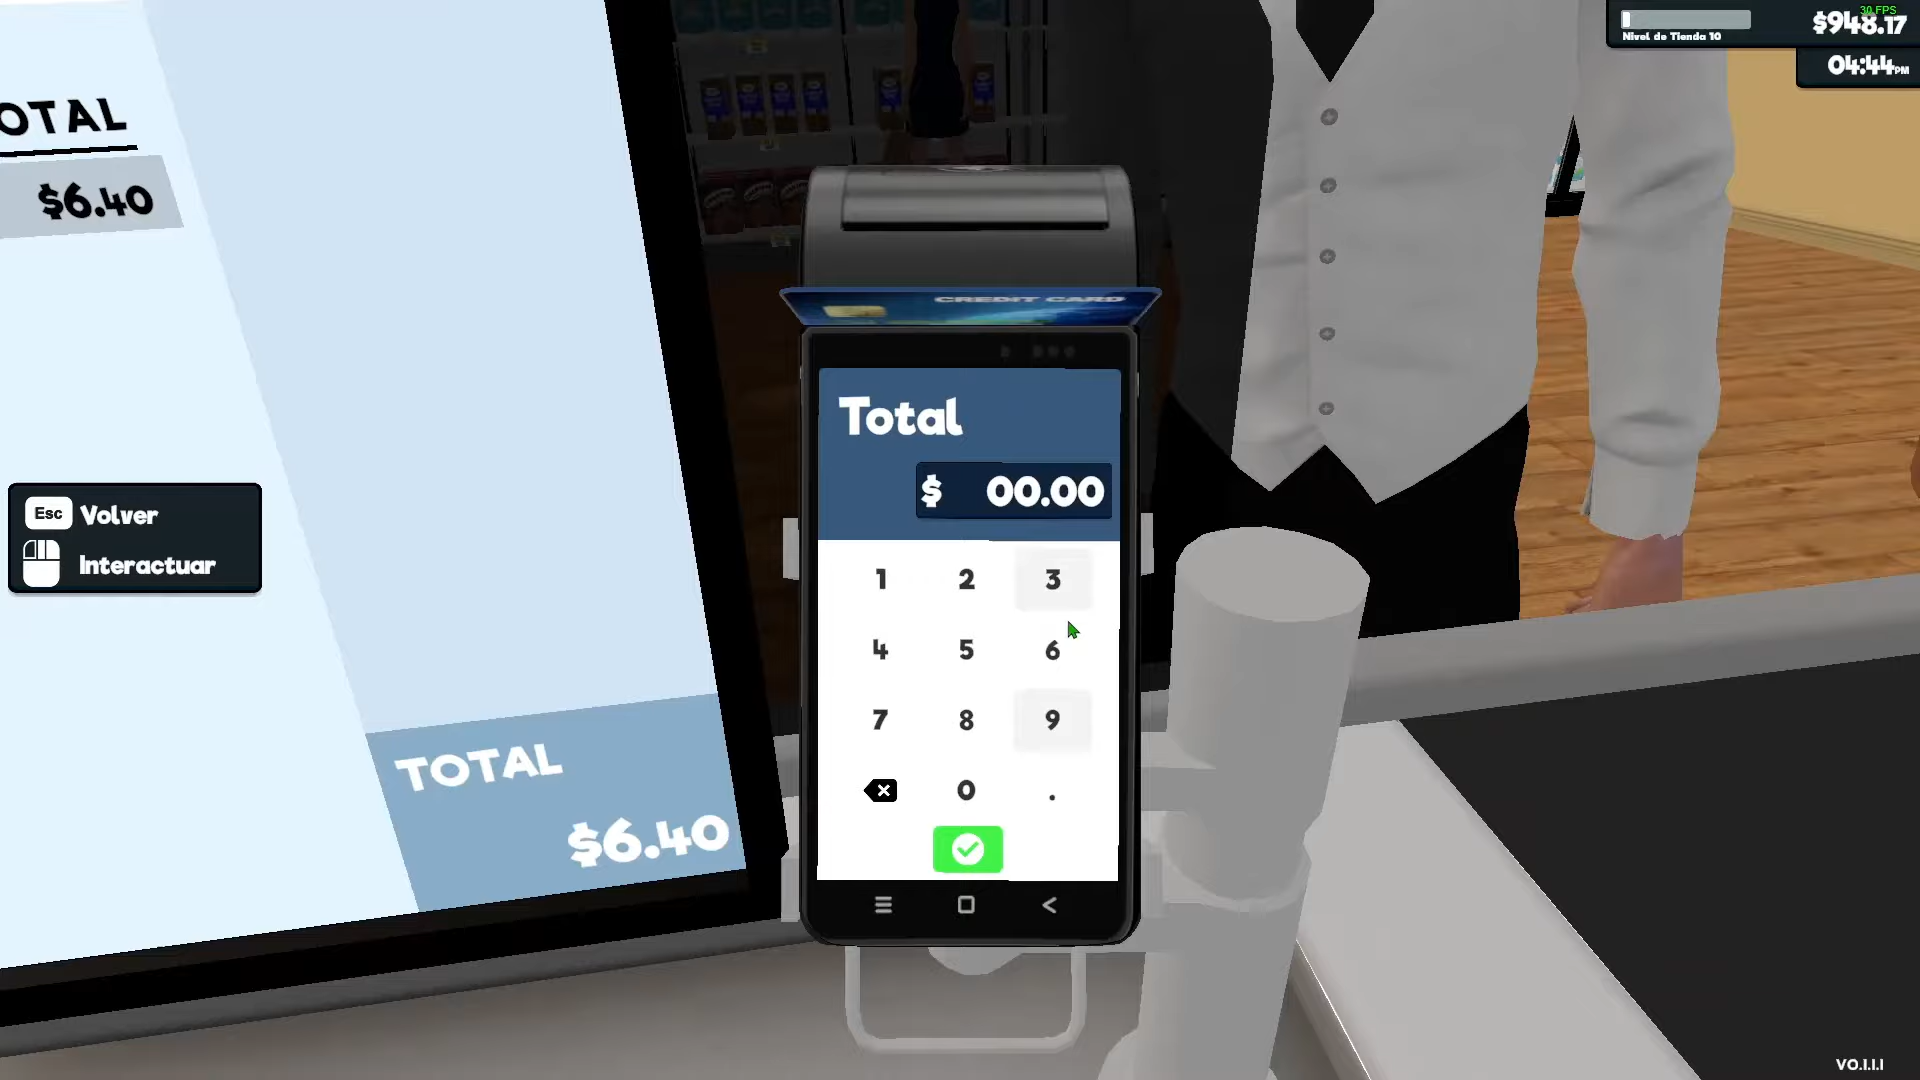 30 FPS
$948.17
Nivel de Tienda 10
04:44PM
OTAL
$6.40
CREDIT CARD
Total
$ 00.00
Esc Volver
Interactuar
1 2 3
4 5 6
7 8 9
0 .
TOTAL
$6.40
V0.1.1.1